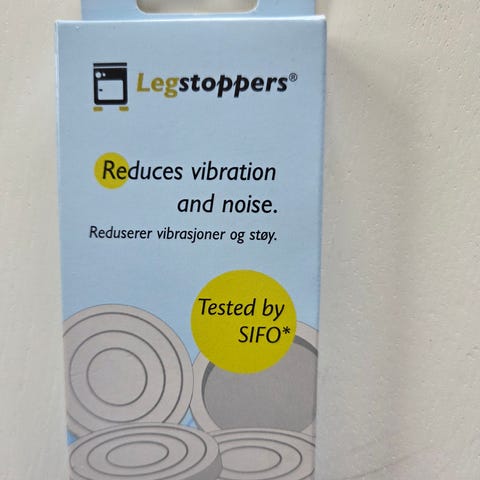 Legstoppers®
Reduces vibration
and noise.
Reduserer vibrasjoner og støy.
Tested by
SIFO*